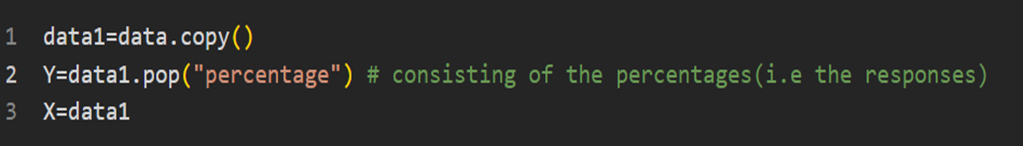 1 data1=data.copy()
2 Y=data1.pop("percentage") # consisting of the percentages(i.e the responses)
3 X=data1